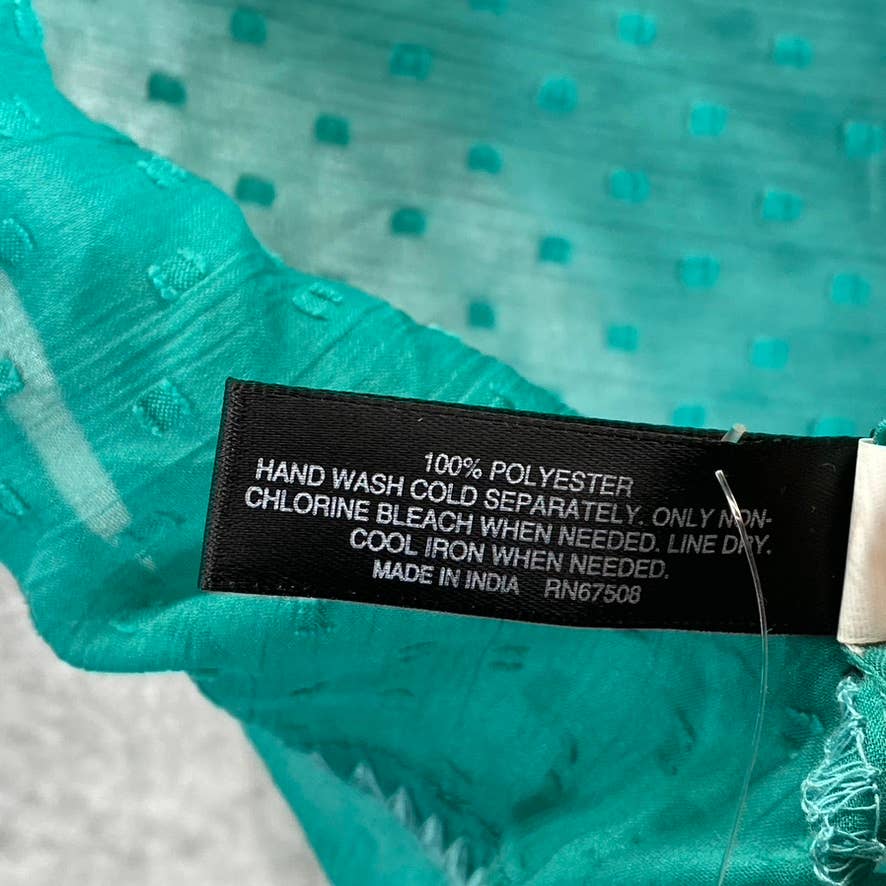 100% POLYESTER
HAND WASH COLD SEPARATELY. ONLY NON-
CHLORINE BLEACH WHEN NEEDED. LINE DRY.
COOL IRON WHEN NEEDED.
MADE IN INDIA RN67508